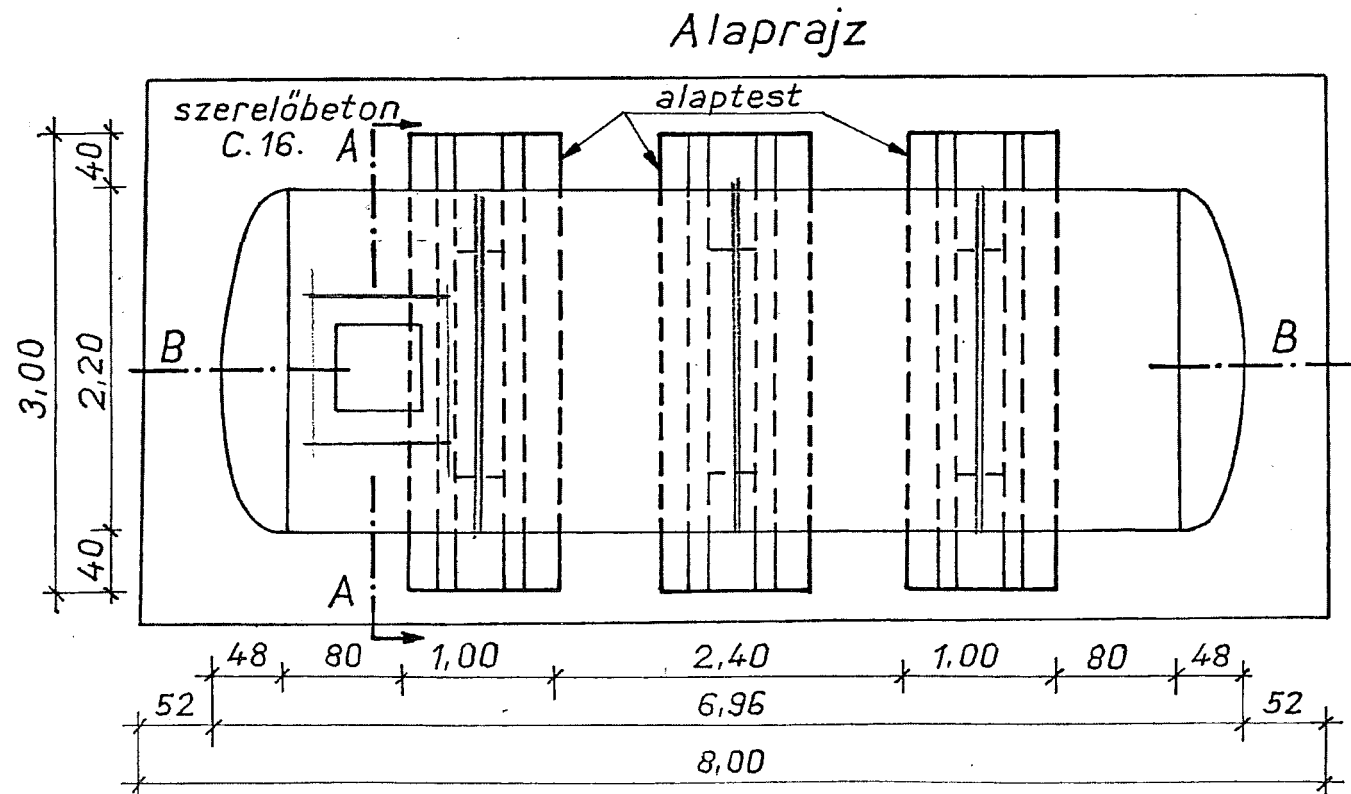 Alaprajz
szerelőbeton
C.16.
alaptest
A
B
B
A
40
2,20
40
3,00
48 80 1,00 2,40 1,00 80 48
52 6,96 52
8,00